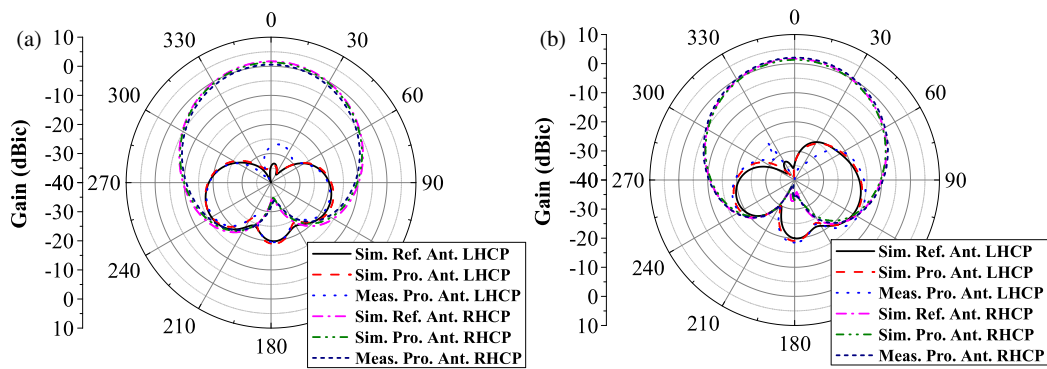 (a)
Gain (dBic)
10
0
-10
-20
-30
-40
-30
-20
-10
0
10
0
30
60
90
180
210
240
270
300
330
Sim. Ref. Ant. LHCP
Sim. Pro. Ant. LHCP
Meas. Pro. Ant. LHCP
Sim. Ref. Ant. RHCP
Sim. Pro. Ant. RHCP
Meas. Pro. Ant. RHCP
(b)
Gain (dBic)
10
0
-10
-20
-30
-40
-30
-20
-10
0
10
0
30
60
90
180
210
240
270
300
330
Sim. Ref. Ant. LHCP
Sim. Pro. Ant. LHCP
Meas. Pro. Ant. LHCP
Sim. Ref. Ant. RHCP
Sim. Pro. Ant. RHCP
Meas. Pro. Ant. RHCP